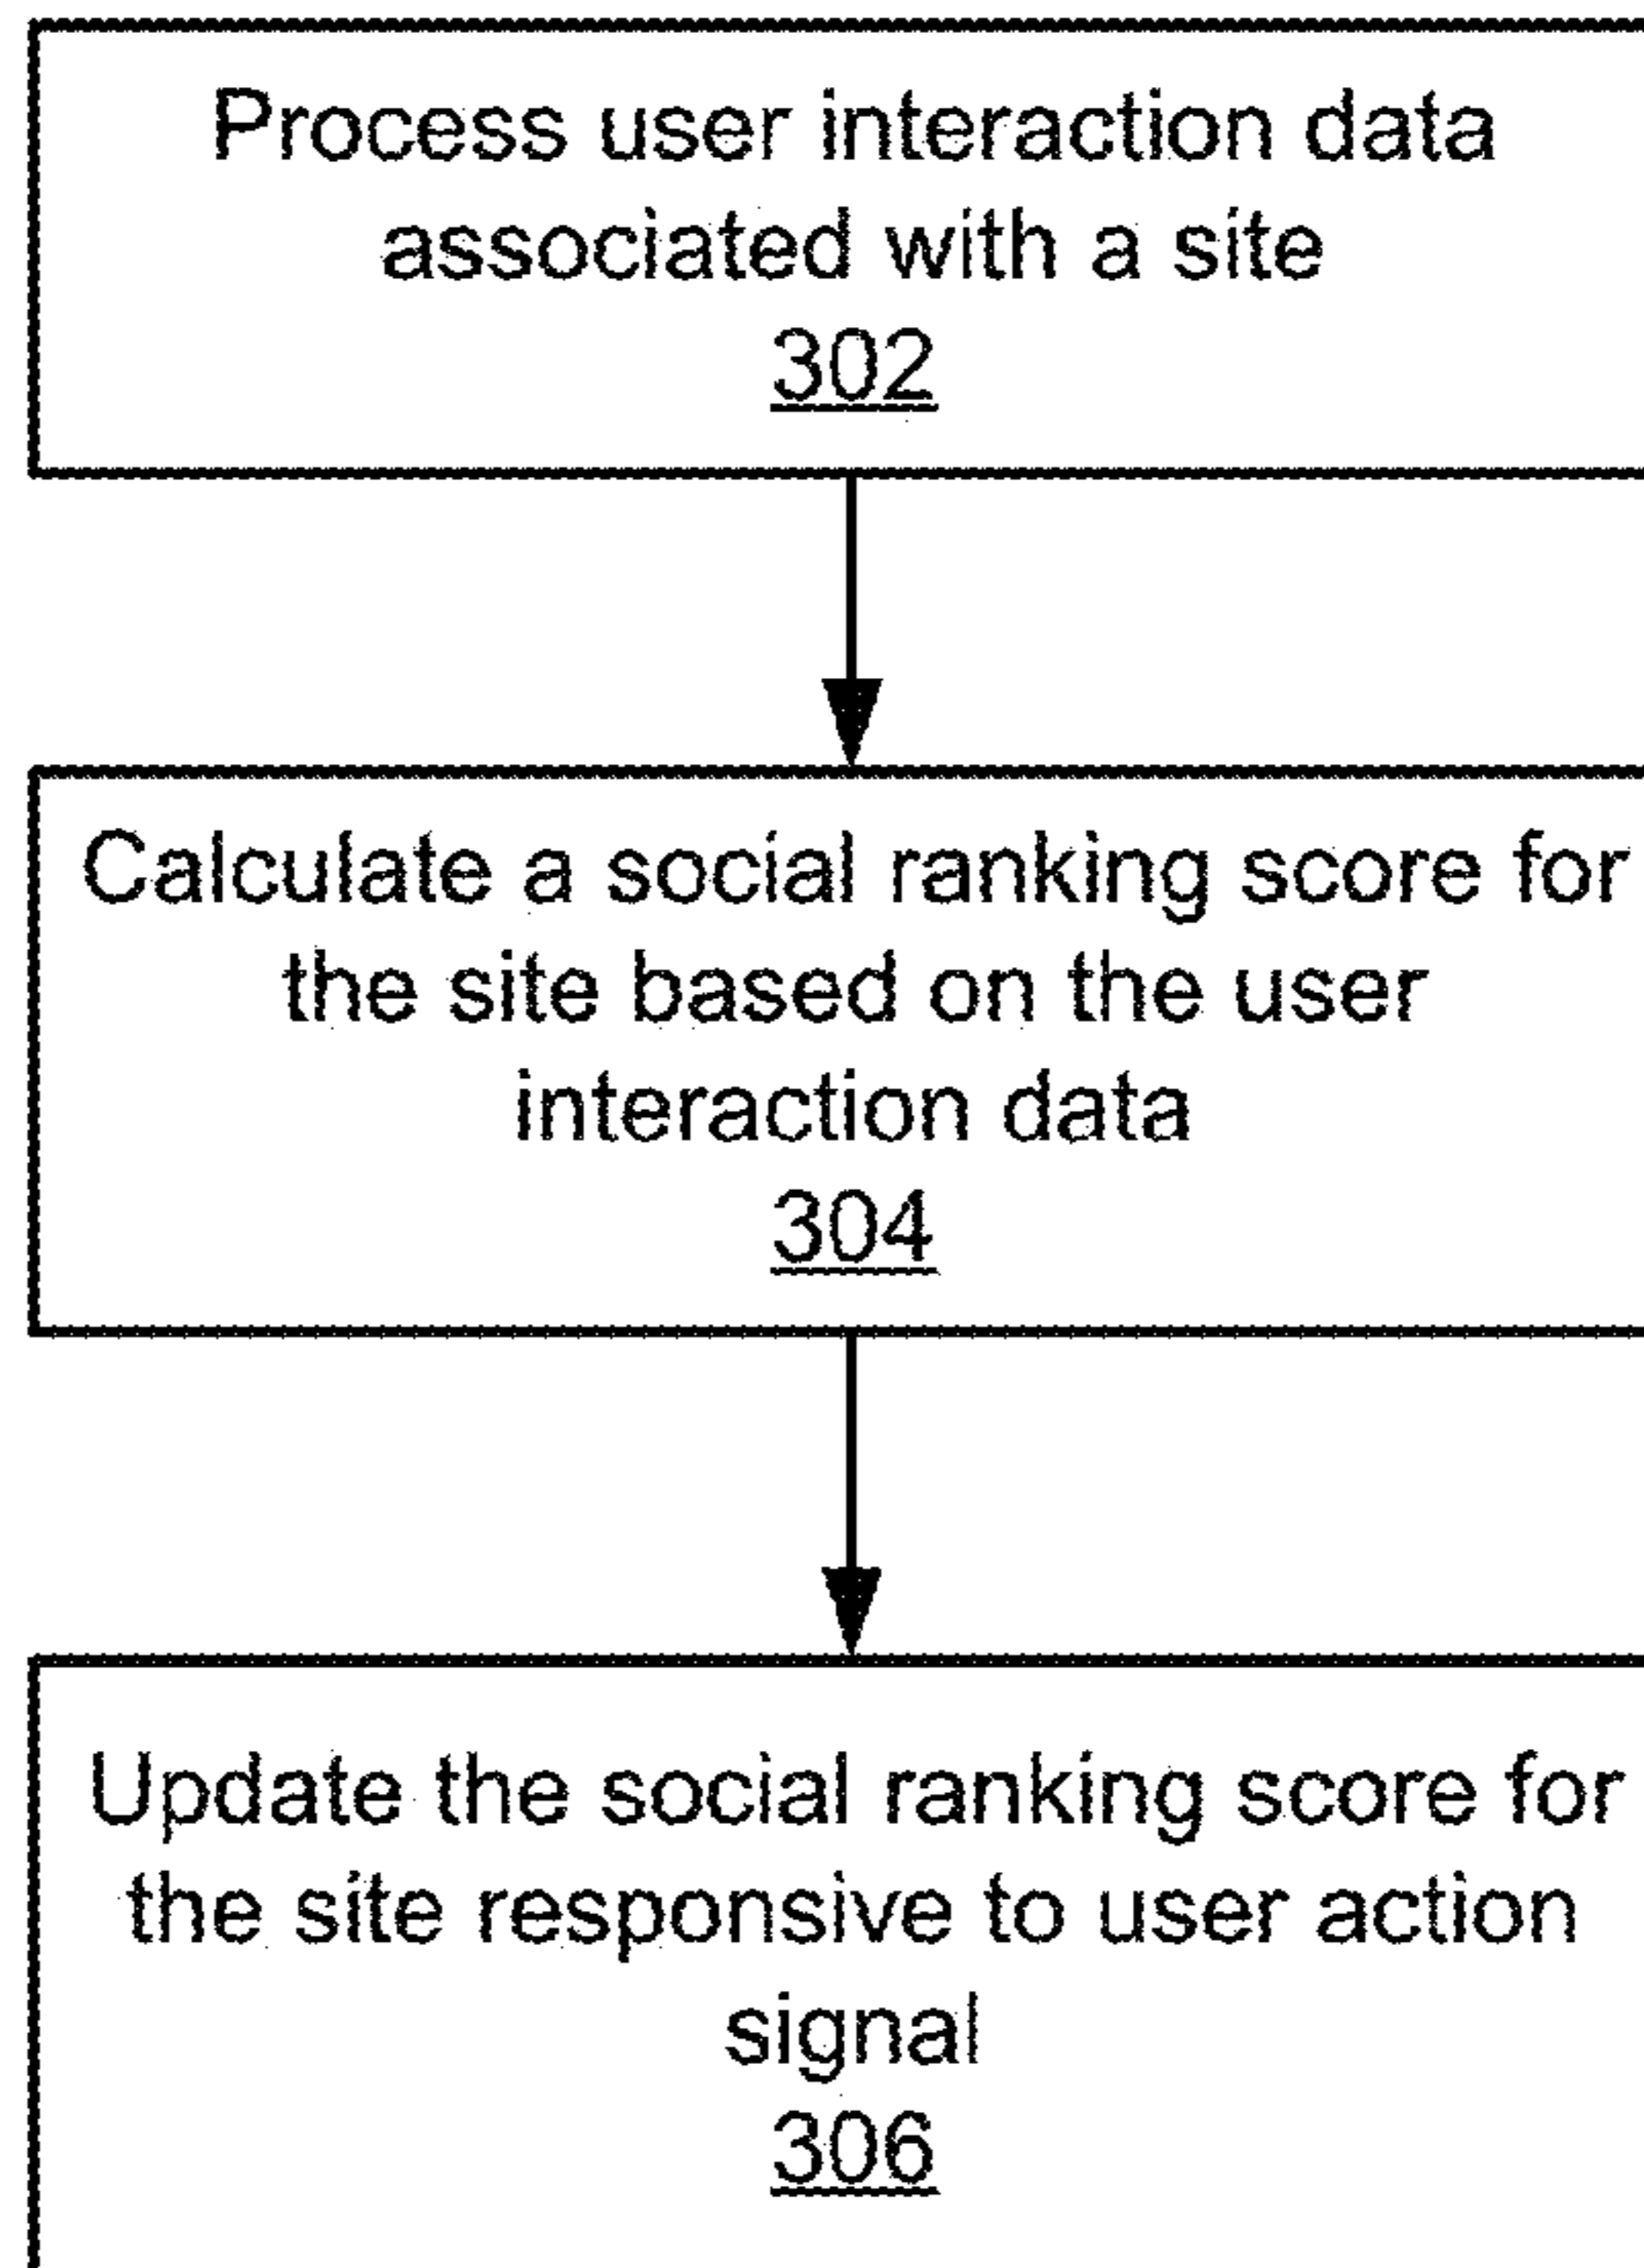 Process user interaction data
associated with a site
302
Calculate a social ranking score for
the site based on the user
interaction data
304
Update the social ranking score for
the site responsive to user action
signal
306